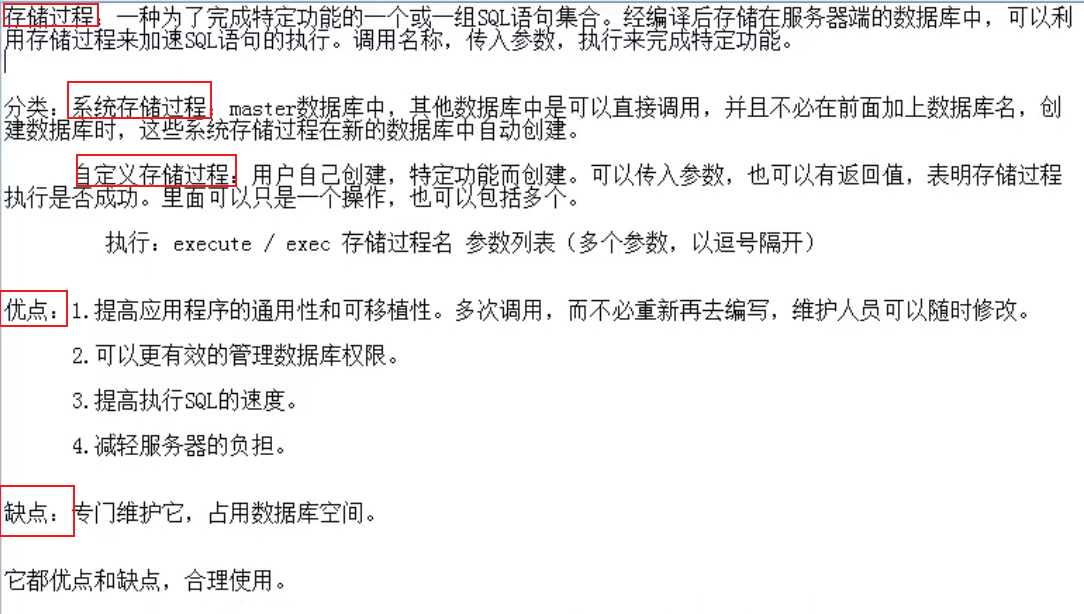 存储过程：一种为了完成特定功能的一个或一组SQL语句集合。经编译后存储在服务器端的数据库中，可以利
用存储过程来加速SQL语句的执行。调用名称，传入参数，执行来完成特定功能。
分类：系统存储过程：master数据库中，其他数据库中是可以直接调用，并且不必在前面加上数据库名，创
建数据库时，这些系统存储过程在新的数据库中自动创建。
自定义存储过程：用户自己创建，特定功能而创建。可以传入参数，也可以有返回值，表明存储过程
执行是否成功。里面可以只是一个操作，也可以包括多个。
执行：execute / exec 存储过程名 参数列表（多个参数，以逗号隔开）
优点：1.提高应用程序的通用性和可移植性。多次调用，而不必重新再去编写，维护人员可以随时修改。
2.可以更有效的管理数据库权限。
3.提高执行SQL的速度。
4.减轻服务器的负担。
缺点：专门维护它，占用数据库空间。
它都优点和缺点，合理使用。